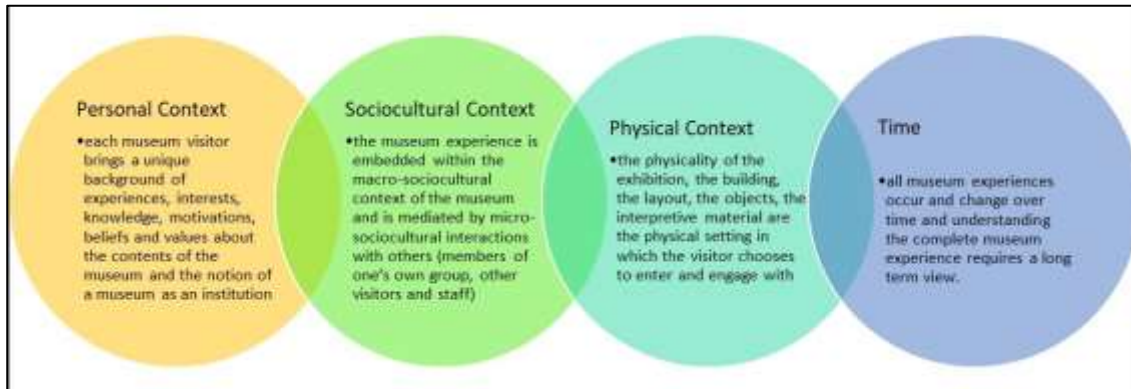 Personal Context
•each museum visitor
brings a unique
background of
experiences, interests,
knowledge, motivations,
beliefs and values about
the contents of the
museum and the notion of
a museum as an institution
Sociocultural Context
•the museum experience is
embedded within the
macro-sociocultural
context of the museum
and is mediated by micro-
sociocultural interactions
with others (members of
one's own group, other
visitors and staff)
Physical Context
•the physicality of the
exhibition, the building,
the layout, the objects, the
interpretive material are
the physical setting in
which the visitor chooses
to enter and engage with
Time
•all museum experiences
occur and change over
time and understanding
the complete museum
experience requires a long
term view.